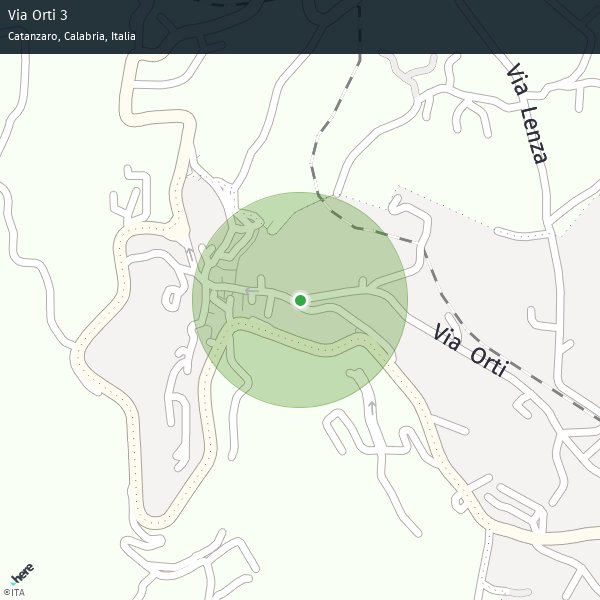 Via Orti 3
Catanzaro, Calabria, Italia
Via Lenza
Via Orti
here
©ITA